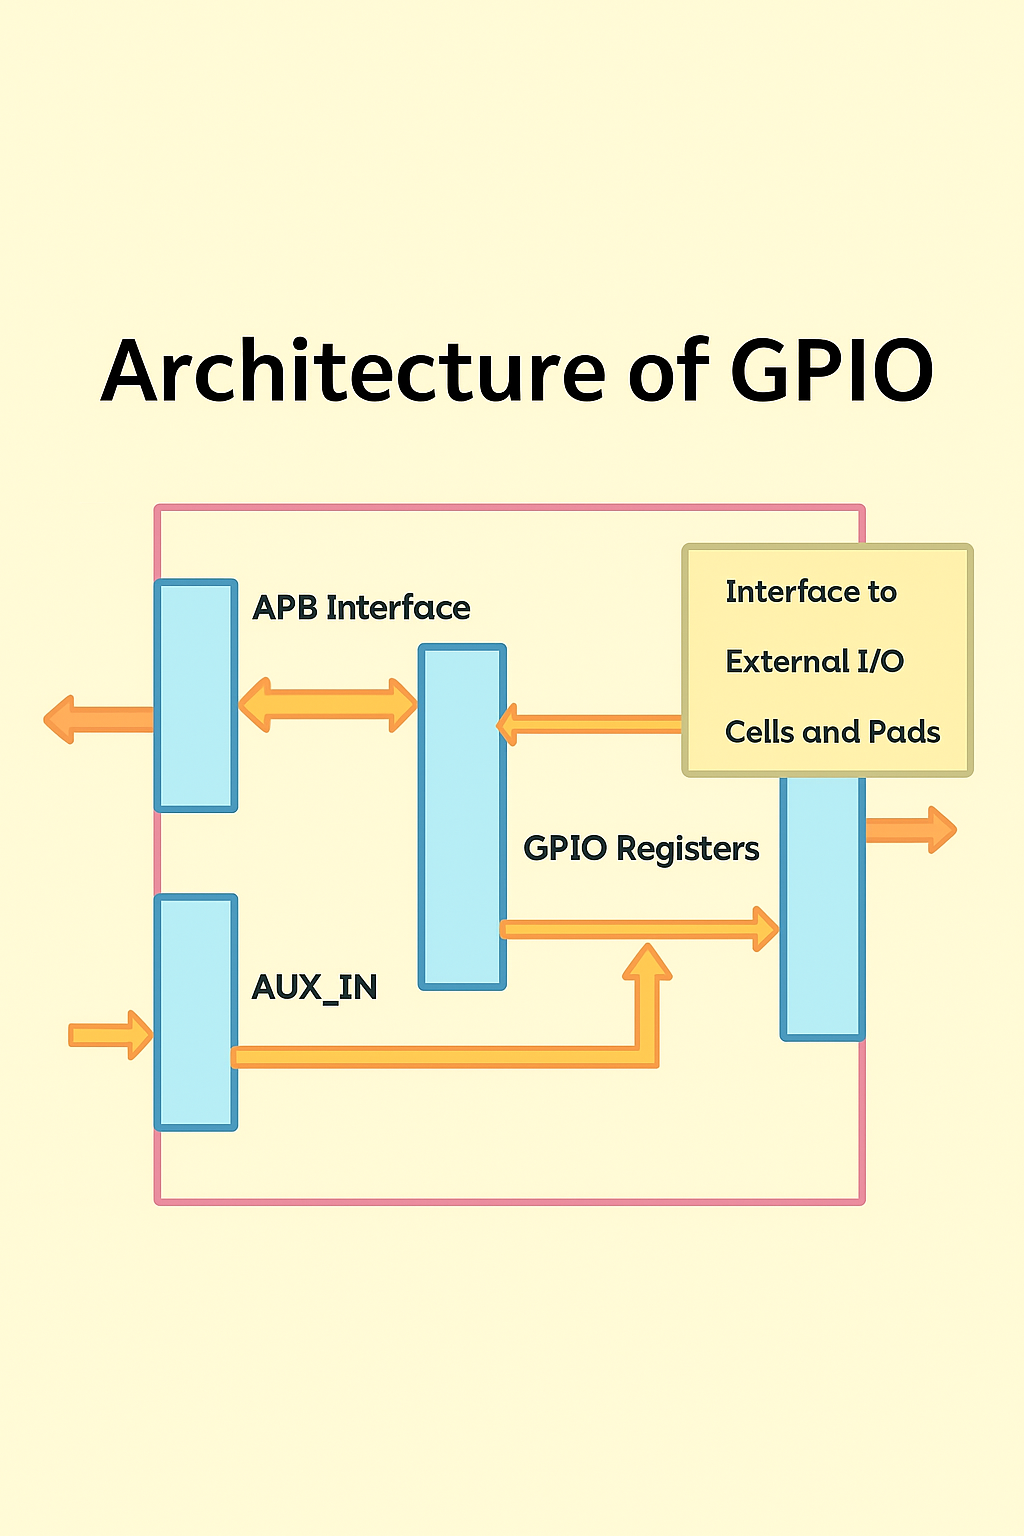 Architecture of GPIO
APB Interface
Interface to
External I/O
Cells and Pads
GPIO Registers
AUX_IN